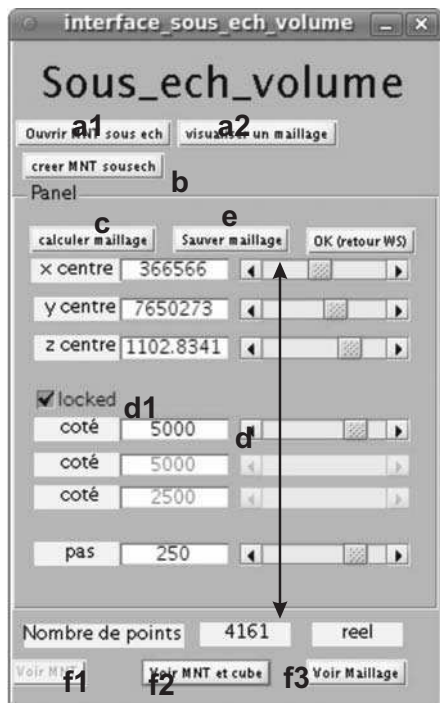 interface_sous_ech_volume
Sous_ech_volume
a1 a2
Ouvrir MNT sous ech visualiser un maillage
creer MNT sousech
b
Panel
c e
calculer maillage Sauver maillage OK (retour WS)
x centre 366566
y centre 7650273
z centre 1102.8341
locked
d1
coté 5000
d
coté 5000
coté 2500
pas 250
Nombre de points 4161 reel
Voir MNT Voir MNT et cube Voir Maillage
f1 f2 f3